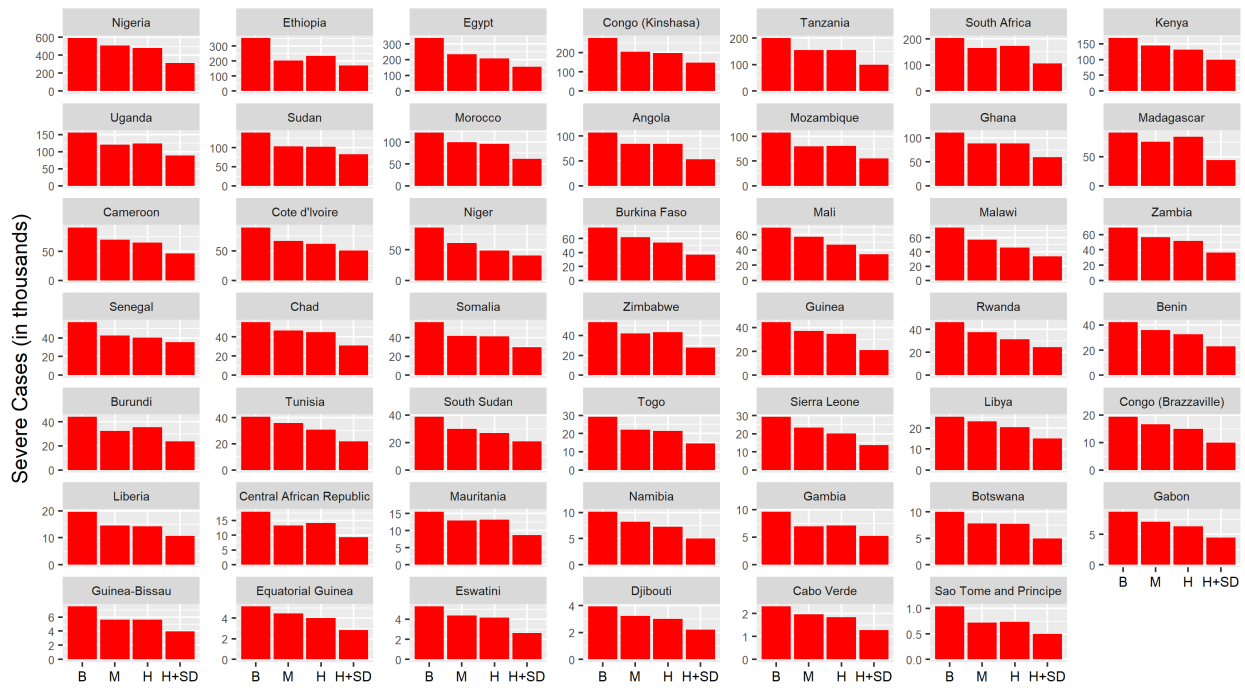 Severe Cases (in thousands)
Nigeria
600
400
200
0
Ethiopia
300
200
100
0
Egypt
300
200
100
0
Congo (Kinshasa)
200
100
0
Tanzania
200
100
0
South Africa
200
100
0
Kenya
150
100
50
0
Uganda
150
100
50
0
Sudan
100
50
0
Morocco
100
50
0
Angola
100
50
0
Mozambique
100
50
0
Ghana
100
50
0
Madagascar
50
0
Cameroon
50
0
Cote d'Ivoire
50
0
Niger
50
0
Burkina Faso
60
40
20
0
Mali
60
40
20
0
Malawi
60
40
20
0
Zambia
60
40
20
0
Senegal
40
20
0
Chad
40
20
0
Somalia
40
20
0
Zimbabwe
40
20
0
Guinea
40
20
0
Rwanda
40
20
0
Benin
40
20
0
Burundi
40
20
0
Tunisia
40
20
0
South Sudan
40
20
0
Togo
30
20
10
0
Sierra Leone
30
20
10
0
Libya
20
10
0
Congo (Brazzaville)
20
15
10
5
0
Liberia
20
10
0
Central African Republic
15
10
5
0
Mauritania
15
10
5
0
Namibia
10
5
0
Gambia
10
5
0
Botswana
10
5
0
Gabon
5
0
B M H H+SD
Guinea-Bissau
6
4
2
0
B M H H+SD
Equatorial Guinea
4
2
0
B M H H+SD
Eswatini
4
2
0
B M H H+SD
Djibouti
4
3
2
1
0
B M H H+SD
Cabo Verde
2
1
0
B M H H+SD
Sao Tome and Principe
1.0
0.5
0.0
B M H H+SD